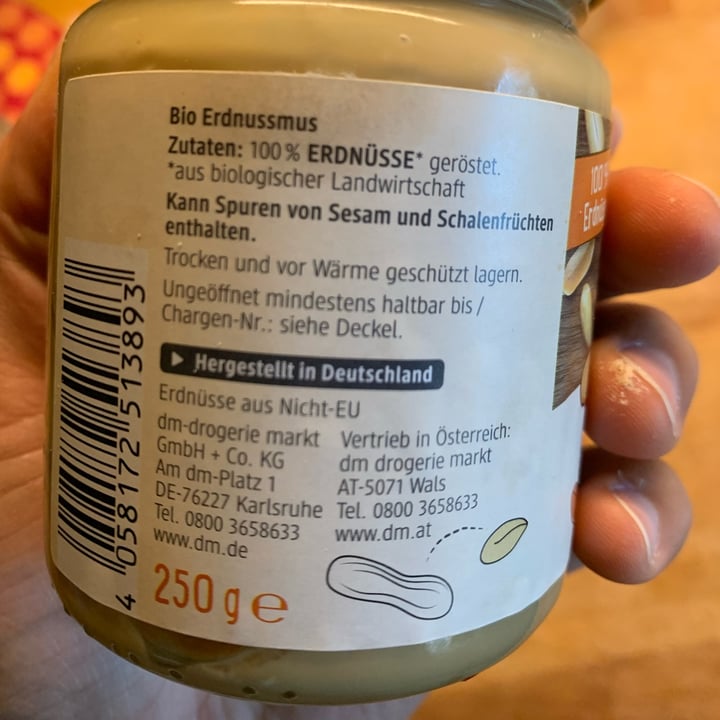 Bio Erdnussmus
Zutaten: 100 % ERDNÜSSE* geröstet.
*aus biologischer Landwirtschaft
Kann Spuren von Sesam und Schalenfrüchten
enthalten.
Trocken und vor Wärme geschützt lagern.
Ungeöffnet mindestens haltbar bis /
Chargen-Nr.: siehe Deckel.
Hergestellt in Deutschland
Erdnüsse aus Nicht-EU
dm-drogerie markt
GmbH + Co. KG
Am dm-Platz 1
DE-76227 Karlsruhe
Tel. 0800 3658633
www.dm.de
Vertrieb in Österreich:
dm drogerie markt
AT-5071 Wals
Tel. 0800 3658633
www.dm.at
250 g ℮
4 058172 513893
100